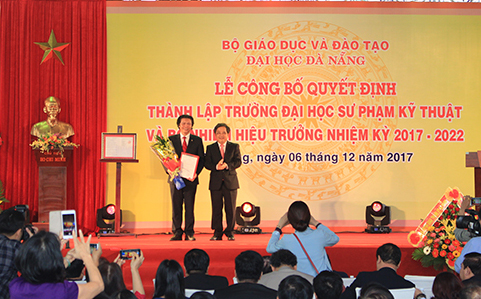 BỘ GIÁO DỤC VÀ ĐÀO TẠO
ĐẠI HỌC ĐÀ NẴNG
LỄ CÔNG BỐ QUYẾT ĐỊNH
THÀNH LẬP TRƯỜNG ĐẠI HỌC SƯ PHẠM KỸ THUẬT
VÀ HIỆU TRƯỞNG NHIỆM KỲ 2017 - 2022
ngày 06 tháng 12 năm 2017